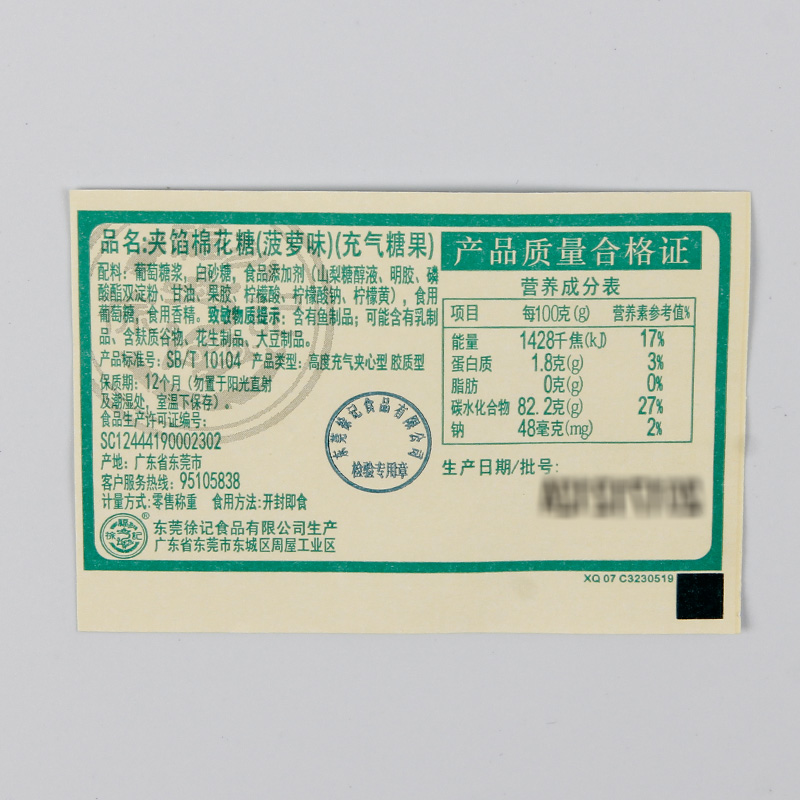 品名:夹馅棉花糖(菠萝味)(充气糖果)
配料：葡萄糖浆，白砂糖，食品添加剂（山梨糖醇液、明胶、磷
酸酯双淀粉、甘油、果胶、柠檬酸、柠檬酸钠、柠檬黄），食用
葡萄糖，食用香精。致敏物质提示：含有鱼制品；可能含有乳制
品、含麸质谷物、花生制品、大豆制品。
产品标准号：SB/T 10104 产品类型：高度充气夹心型 胶质型
保质期：12个月（勿置于阳光直射
及潮湿处，室温下保存）。
食品生产许可证编号：
SC12444190002302
产地：广东省东莞市
客户服务热线：95105838
计量方式:零售称重 食用方法:开封即食
徐福记®
东莞徐记食品有限公司生产
广东省东莞市东城区周屋工业区
东莞徐记食品有限公司
检验专用章
产品质量合格证
营养成分表
项目 每100克(g) 营养素参考值%
能量 1428千焦(kJ) 17%
蛋白质 1.8克(g) 3%
脂肪 0克(g) 0%
碳水化合物 82.2克(g) 27%
钠 48毫克(mg) 2%
生产日期/批号：
XQ 07 C3230519